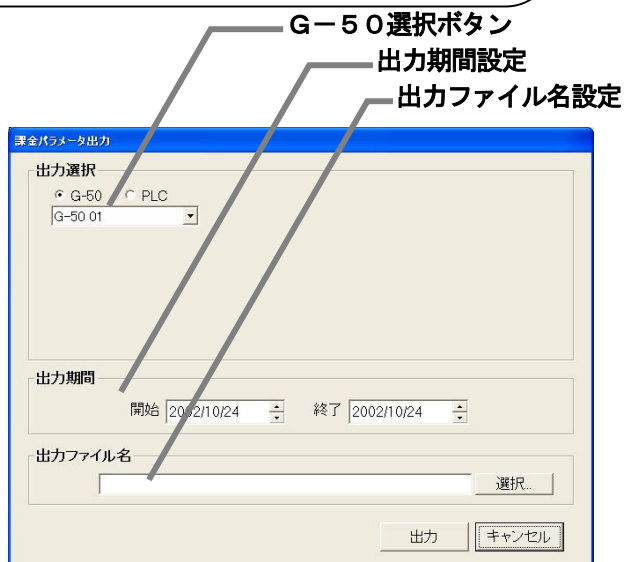 G－５０選択ボタン
出力期間設定
出力ファイル名設定
課金パラメータ出力
出力選択
G-50 PLC
G-50 01
出力期間
開始 2002/10/24 終了 2002/10/24
出力ファイル名
選択...
出力 キャンセル